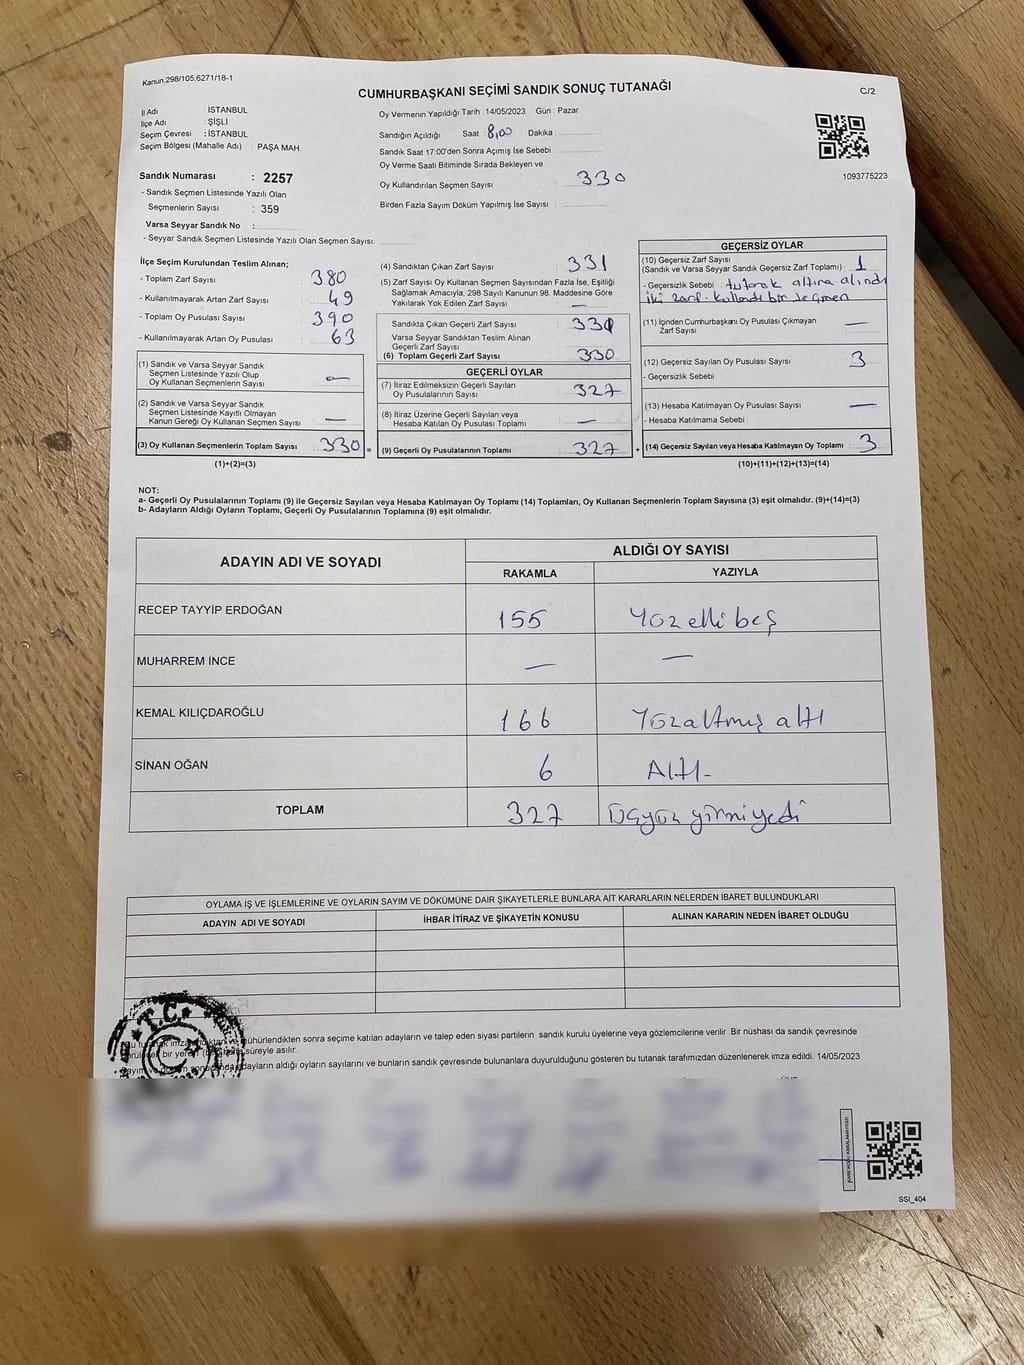 Kanun;298/105,6271/18-1
CUMHURBAŞKANI SEÇİMİ SANDIK SONUÇ TUTANAĞI
C/2
İl Adı : İSTANBUL
İlçe Adı : ŞİŞLİ
Seçim Çevresi : İSTANBUL
Seçim Bölgesi (Mahalle Adı) : PAŞA MAH.
Sandık Numarası : 2257
- Sandık Seçmen Listesinde Yazılı Olan
Seçmenlerin Sayısı : 359
Varsa Seyyar Sandık No :
- Seyyar Sandık Seçmen Listesinde Yazılı Olan Seçmen Sayısı:
Oy Vermenin Yapıldığı Tarih : 14/05/2023 Gün : Pazar
Sandığın Açıldığı Saat 8,00 Dakika :
Sandık Saat 17:00'den Sonra Açımış İse Sebebi :
Oy Verme Saati Bitiminde Sırada Bekleyen ve
Oy Kullandırılan Seçmen Sayısı : 330
Birden Fazla Sayım Döküm Yapılmış İse Sayısı :
1093775223
İlçe Seçim Kurulundan Teslim Alınan;
- Toplam Zarf Sayısı : 380
- Kullanılmayarak Artan Zarf Sayısı : 49
- Toplam Oy Pusulası Sayısı : 390
- Kullanılmayarak Artan Oy Pusulası : 63
(1) Sandık ve Varsa Seyyar Sandık
Seçmen Listesinde Yazılı Olup
Oy Kullanan Seçmenlerin Sayısı : —
(2) Sandık ve Varsa Seyyar Sandık
Seçmen Listesinde Kayıtlı Olmayan
Kanun Gereği Oy Kullanan Seçmen Sayısı : —
(3) Oy Kullanan Seçmenlerin Toplam Sayısı : 330 =
(1)+(2)=(3)
(4) Sandıktan Çıkan Zarf Sayısı : 331
(5) Zarf Sayısı Oy Kullanan Seçmen Sayısından Fazla İse, Eşitliği
Sağlamak Amacıyla, 298 Sayılı Kanunun 98. Maddesine Göre
Yakılarak Yok Edilen Zarf Sayısı : —
Sandıkta Çıkan Geçerli Zarf Sayısı :
Varsa Seyyar Sandıktan Teslim Alınan
Geçerli Zarf Sayısı :
(6) Toplam Geçerli Zarf Sayısı : 330
GEÇERLİ OYLAR
(7) İtiraz Edilmeksizin Geçerli Sayılan
Oy Pusulalarının Sayısı : 327
(8) İtiraz Üzerine Geçerli Sayılan veya
Hesaba Katılan Oy Pusulası Toplamı : —
(9) Geçerli Oy Pusulalarının Toplamı : 327 +
GEÇERSİZ OYLAR
(10) Geçersiz Zarf Sayısı
(Sandık ve Varsa Seyyar Sandık Geçersiz Zarf Toplamı) : 1
- Geçersizlik Sebebi : tutanak altına alındı
iki zarf kullandı bir seçmen
(11) İçinden Cumhurbaşkanı Oy Pusulası Çıkmayan
Zarf Sayısı : —
(12) Geçersiz Sayılan Oy Pusulası Sayısı : 3
- Geçersizlik Sebebi :
(13) Hesaba Katılmayan Oy Pusulası Sayısı : —
- Hesaba Katılmama Sebebi :
(14) Geçersiz Sayılan veya Hesaba Katılmayan Oy Toplamı : 3
(10)+(11)+(12)+(13)=(14)
NOT:
a- Geçerli Oy Pusulalarının Toplamı (9) ile Geçersiz Sayılan veya Hesaba Katılmayan Oy Toplamı (14) Toplamları, Oy Kullanan Seçmenlerin Toplam Sayısına (3) eşit olmalıdır. (9)+(14)=(3)
b- Adayların Aldığı Oyların Toplamı, Geçerli Oy Pusulalarının Toplamına (9) eşit olmalıdır.
ADAYIN ADI VE SOYADI
ALDIĞI OY SAYISI
RAKAMLA YAZIYLA
RECEP TAYYİP ERDOĞAN 155 Yüz elli beş
MUHARREM İNCE — —
KEMAL KILIÇDAROĞLU 166 Yüzaltmış altı
SİNAN OĞAN 6 Altı-
TOPLAM 327 Üçyüz yirmiyedi
OYLAMA İŞ VE İŞLEMLERİNE VE OYLARIN SAYIM VE DÖKÜMÜNE DAİR ŞİKAYETLERLE BUNLARA AİT KARARLARIN NELERDEN İBARET BULUNDUKLARI
ADAYIN ADI VE SOYADI İHBAR İTİRAZ VE ŞİKAYETİN KONUSU ALINAN KARARIN NEDEN İBARET OLDUĞU
T.C.
mühürlendikten sonra seçime katılan adayların ve talep eden siyasi partilerin sandık kurulu üyelerine veya gözlemcilerine verilir Bir nüshası da sandık çevresinde
bir yere süreyle asılır.
adayların aldığı oyların sayılarını ve bunların sandık çevresinde bulunanlara duyurulduğunu gösteren bu tutanak tarafımızdan düzenlenerek imza edildi. 14/05/2023
SSI_404